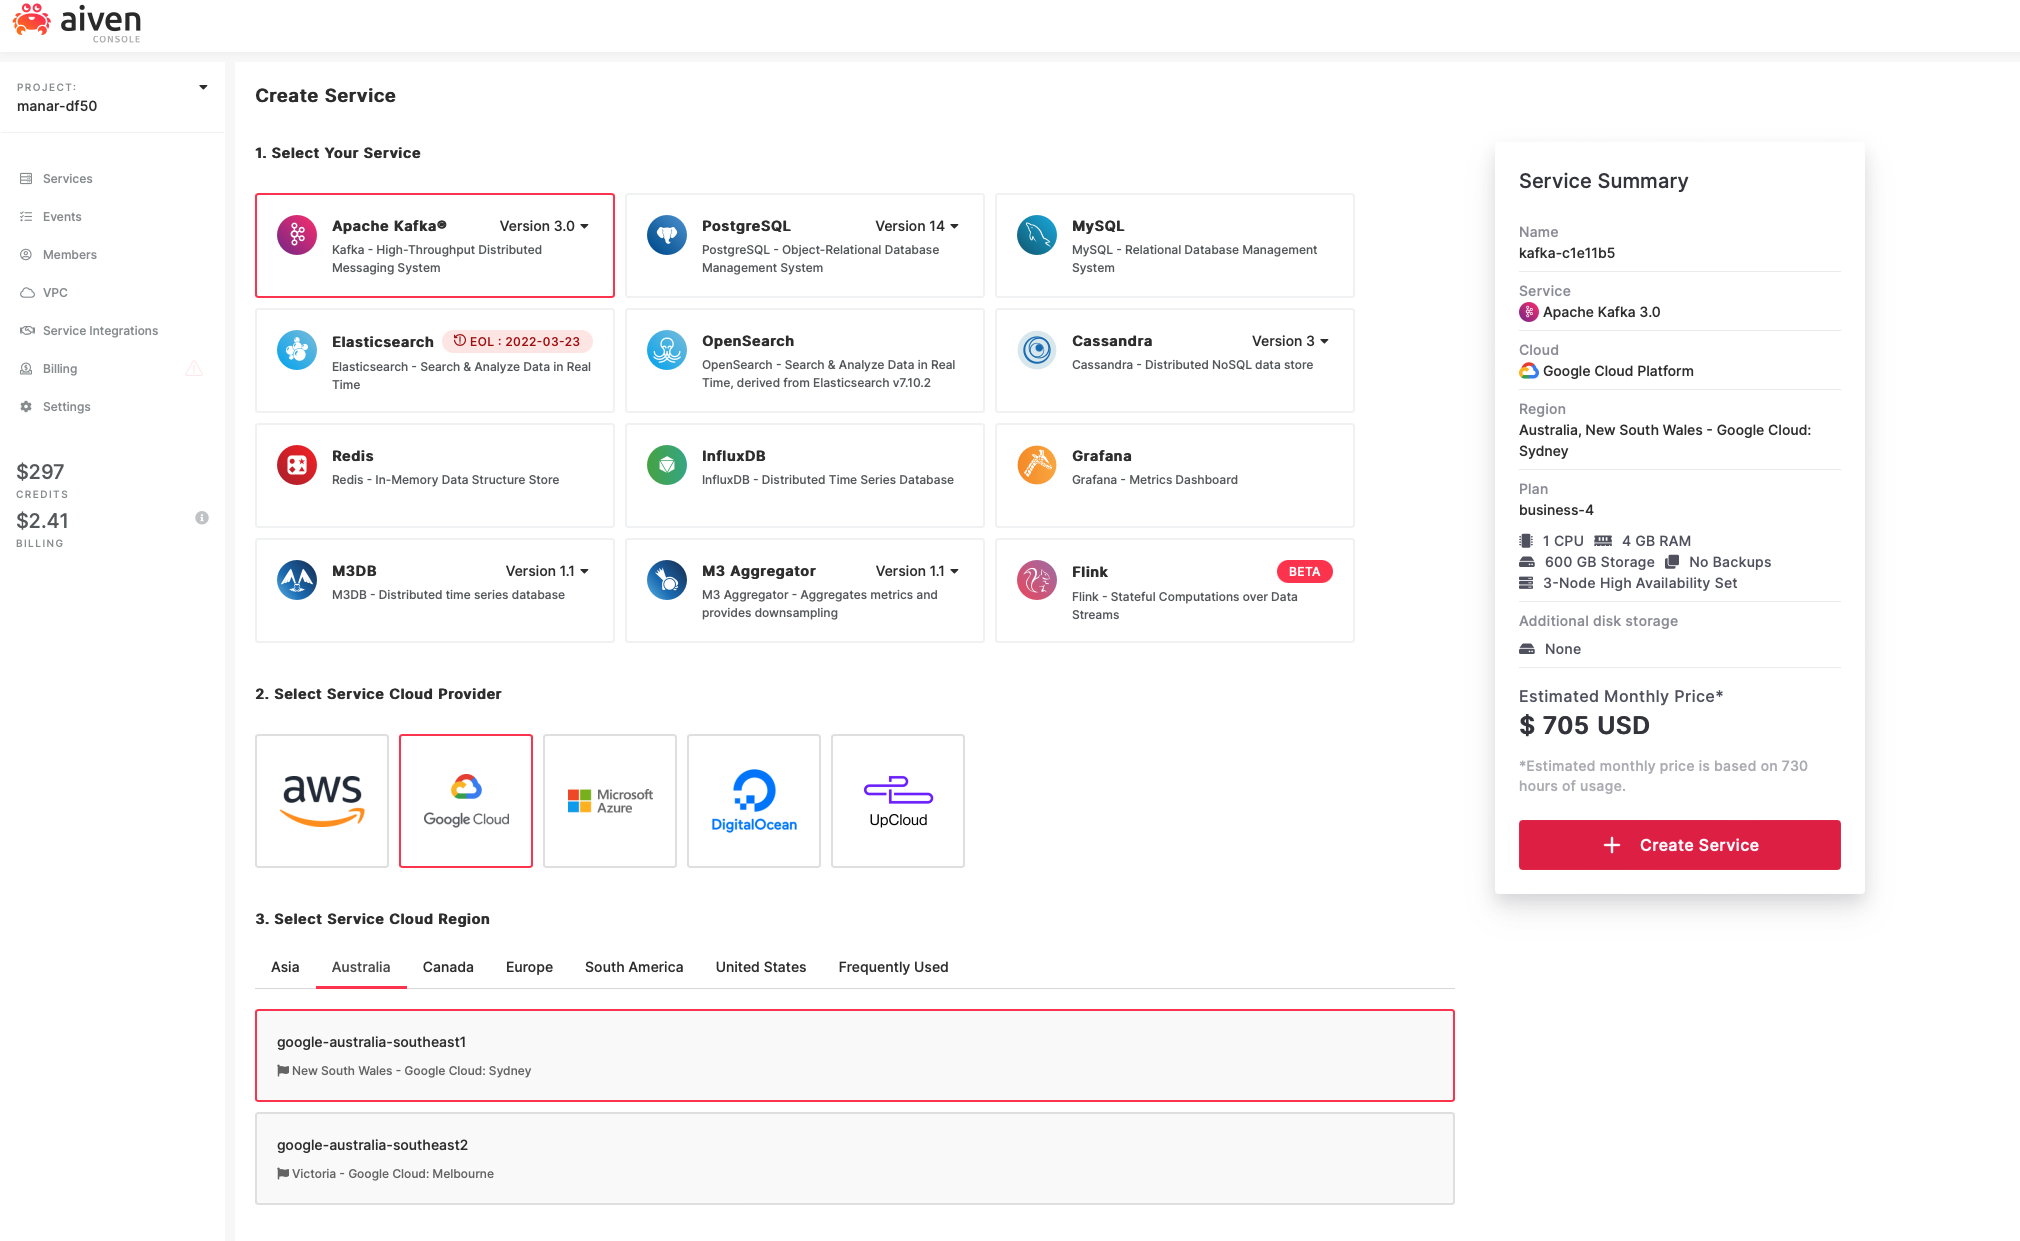 aiven
CONSOLE
PROJECT:
manar-df50
Services
Events
Members
VPC
Service Integrations
Billing
Settings
$297
CREDITS
$2.41
BILLING
Create Service
1. Select Your Service
Apache Kafka® Version 3.0
Kafka - High-Throughput Distributed
Messaging System
PostgreSQL Version 14
PostgreSQL - Object-Relational Database
Management System
MySQL
MySQL - Relational Database Management
System
Elasticsearch EOL : 2022-03-23
Elasticsearch - Search & Analyze Data in Real
Time
OpenSearch
OpenSearch - Search & Analyze Data in Real
Time, derived from Elasticsearch v7.10.2
Cassandra Version 3
Cassandra - Distributed NoSQL data store
Redis
Redis - In-Memory Data Structure Store
InfluxDB
InfluxDB - Distributed Time Series Database
Grafana
Grafana - Metrics Dashboard
M3DB Version 1.1
M3DB - Distributed time series database
M3 Aggregator Version 1.1
M3 Aggregator - Aggregates metrics and
provides downsampling
Flink BETA
Flink - Stateful Computations over Data
Streams
2. Select Service Cloud Provider
aws
Google Cloud
Microsoft
Azure
DigitalOcean
UpCloud
3. Select Service Cloud Region
Asia Australia Canada Europe South America United States Frequently Used
google-australia-southeast1
New South Wales - Google Cloud: Sydney
google-australia-southeast2
Victoria - Google Cloud: Melbourne
Service Summary
Name
kafka-c1e11b5
Service
Apache Kafka 3.0
Cloud
Google Cloud Platform
Region
Australia, New South Wales - Google Cloud:
Sydney
Plan
business-4
1 CPU 4 GB RAM
600 GB Storage No Backups
3-Node High Availability Set
Additional disk storage
None
Estimated Monthly Price*
$ 705 USD
*Estimated monthly price is based on 730
hours of usage.
+ Create Service